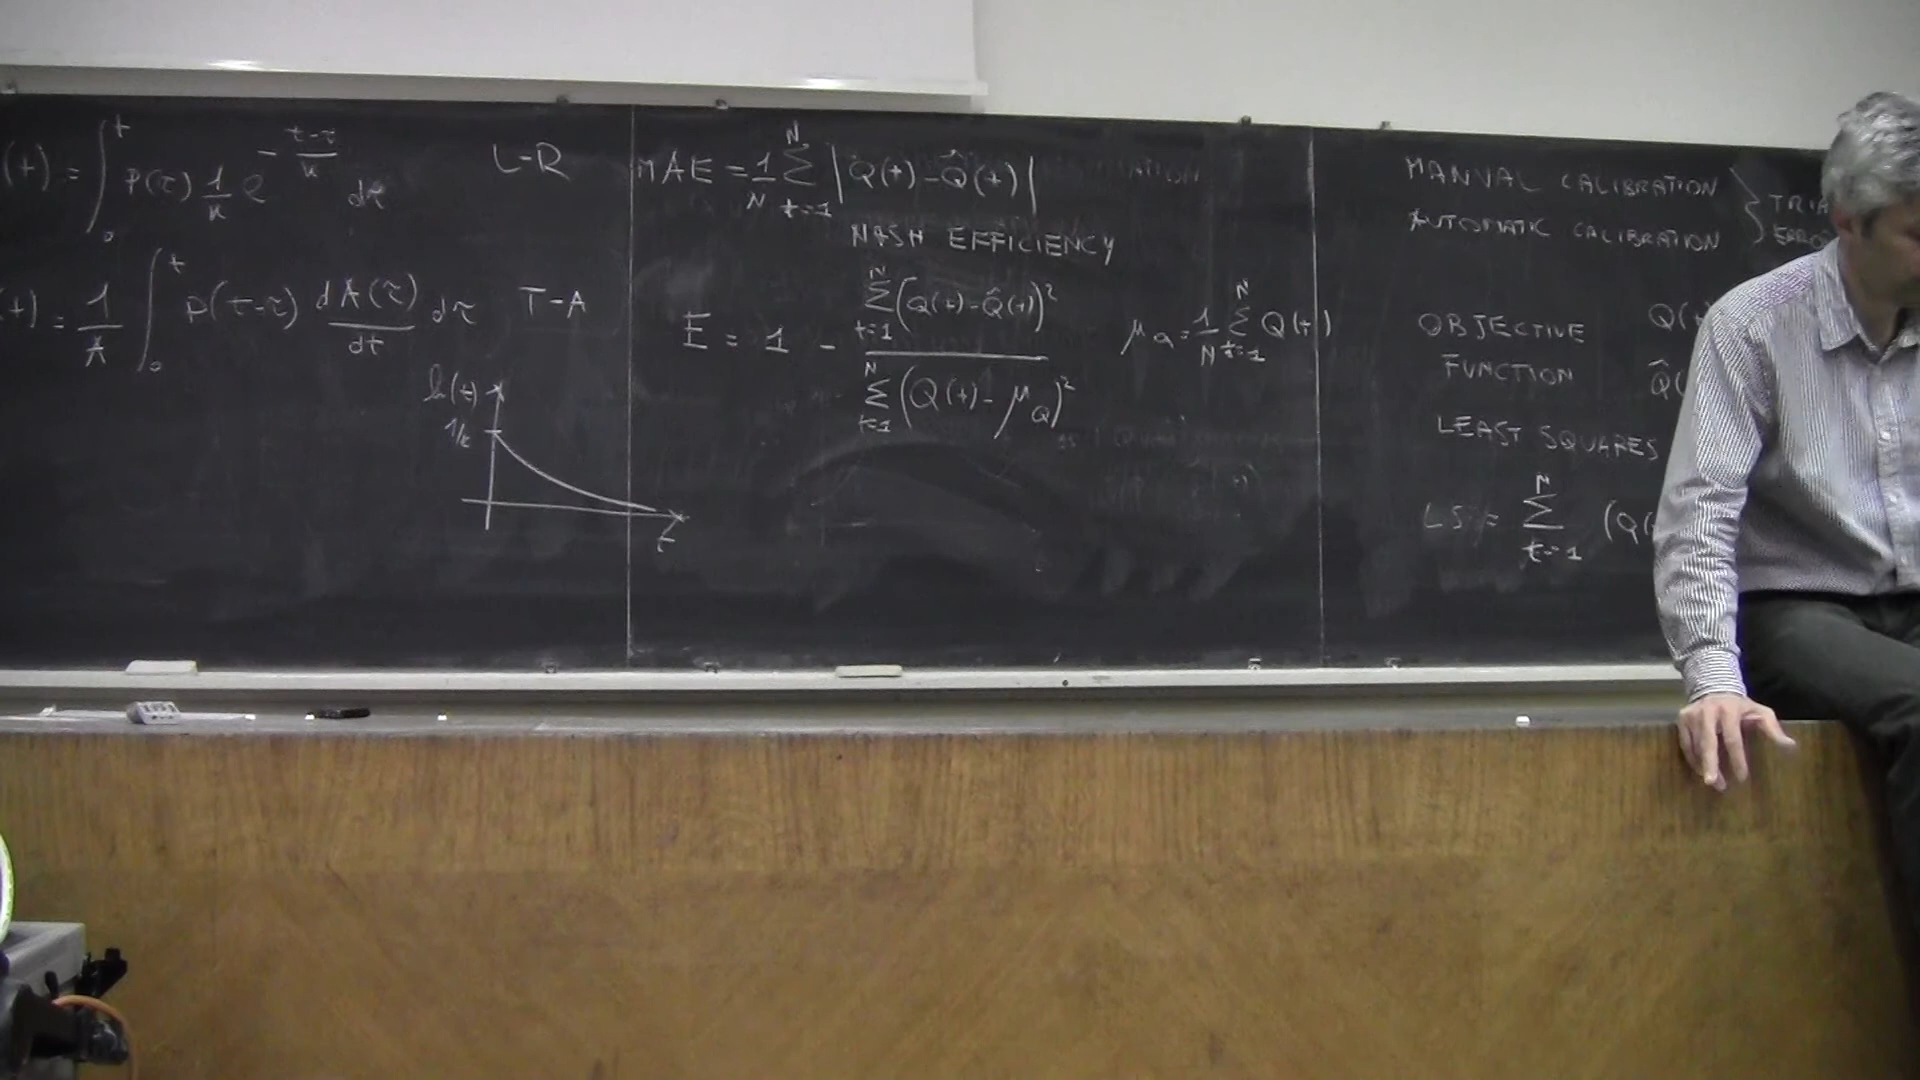 (t) = ∫₀ᵗ P(τ) 1/k e^(-(t-τ)/k) dτ
L-R
(t) = 1/A ∫₀ᵗ P(t-τ) dA(τ)/dt dτ
T-A
h(t)
1/k
t
MAE = 1/N Σ_{t=1}^{N} |Q(t) - Q̂(t)|
NASH EFFICIENCY
E = 1 - Σ_{t=1}^{N} (Q(t) - Q̂(t))² / Σ_{t=1}^{N} (Q(t) - μ_Q)²
μ_Q = 1/N Σ_{t=1}^{N} Q(t)
MANUAL CALIBRATION
AUTOMATIC CALIBRATION
} TRIA
ERRO
OBJECTIVE
FUNCTION
Q(t
Q̂(
LEAST SQUARES
LS = Σ_{t=1}^{N} (Q(